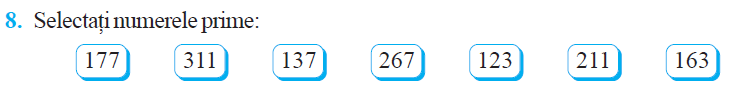 8. Selectați numerele prime:
177 311 137 267 123 211 163